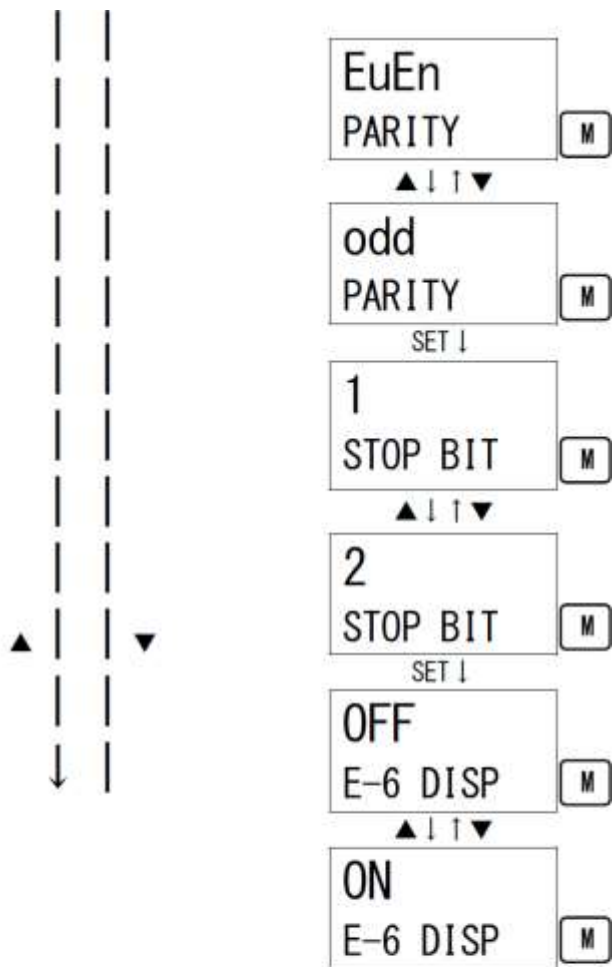 EuEn
PARITY M
▲↓↑▼
odd
PARITY M
SET↓
1
STOP BIT M
▲↓↑▼
2
STOP BIT M
▲ ▼
SET↓
OFF
E-6 DISP M
▲↓↑▼
ON
E-6 DISP M